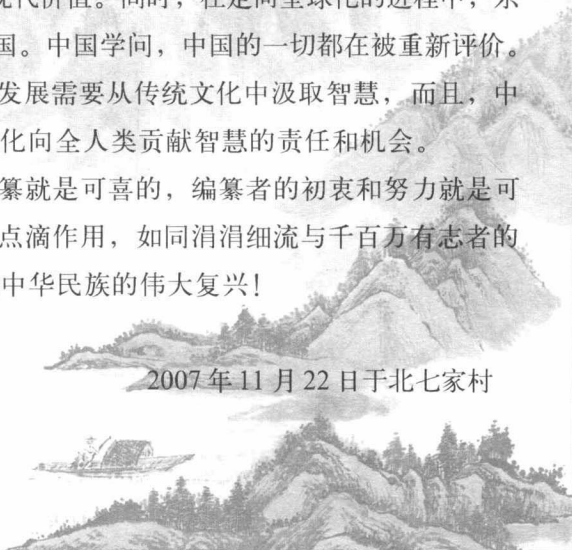 现代价值。同时，在走向全球化的进程中，东
国。中国学问，中国的一切都在被重新评价。
发展需要从传统文化中汲取智慧，而且，中
化向全人类贡献智慧的责任和机会。
纂就是可喜的，编纂者的初衷和努力就是可
点滴作用，如同涓涓细流与千百万有志者的
中华民族的伟大复兴！
2007年11月22日于北七家村